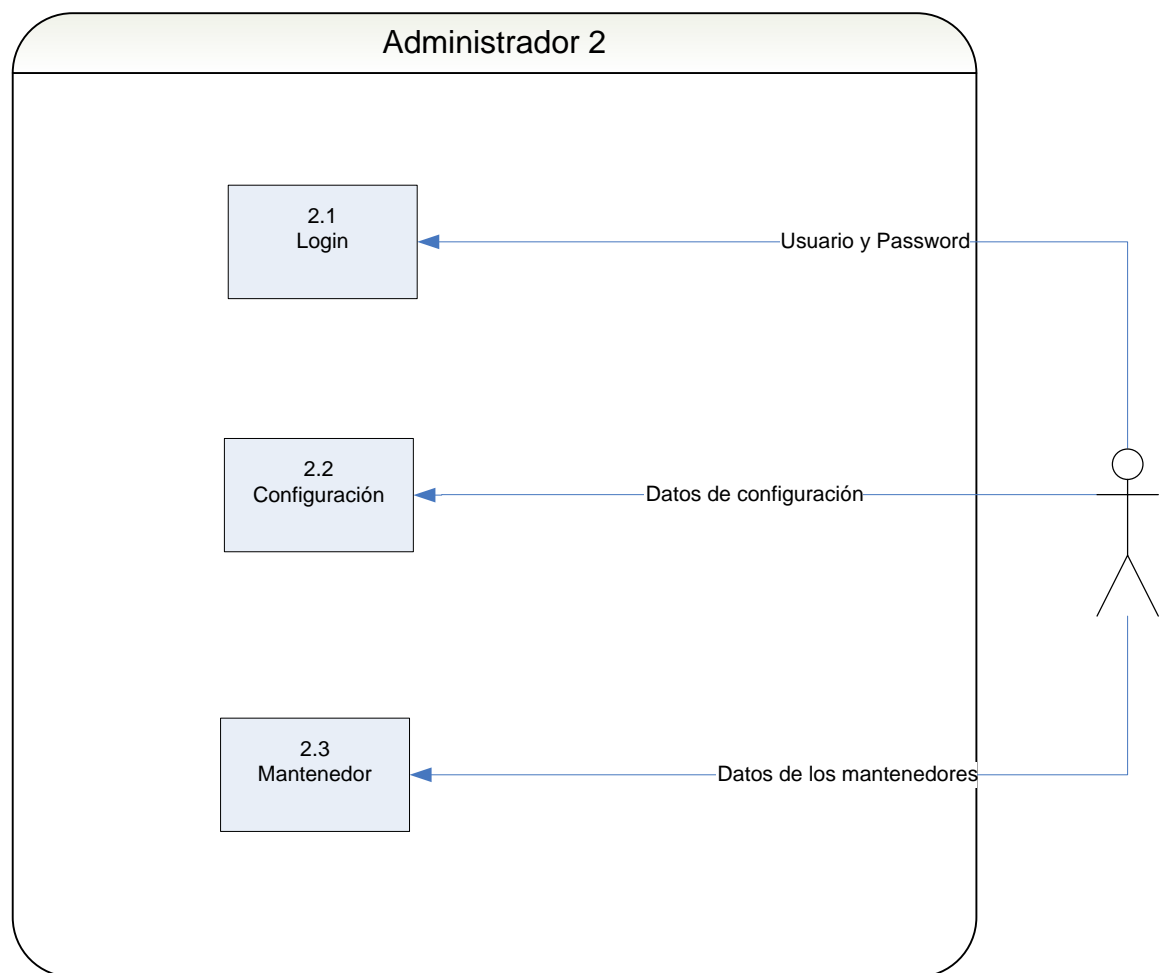 Administrador 2
2.1
Login
Usuario y Password
2.2
Configuración
Datos de configuración
2.3
Mantenedor
Datos de los mantenedores